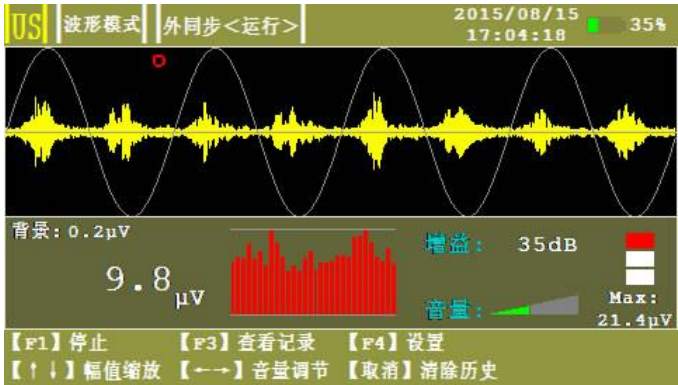 US 波形模式 外同步<运行> 2015/08/15 17:04:18 35%
背景:0.2μV
9.8μV
增益: 35dB
音量:
Max:
21.4μV
【F1】停止 【F3】查看记录 【F4】设置
【↑↓】幅值缩放 【←→】音量调节 【取消】清除历史